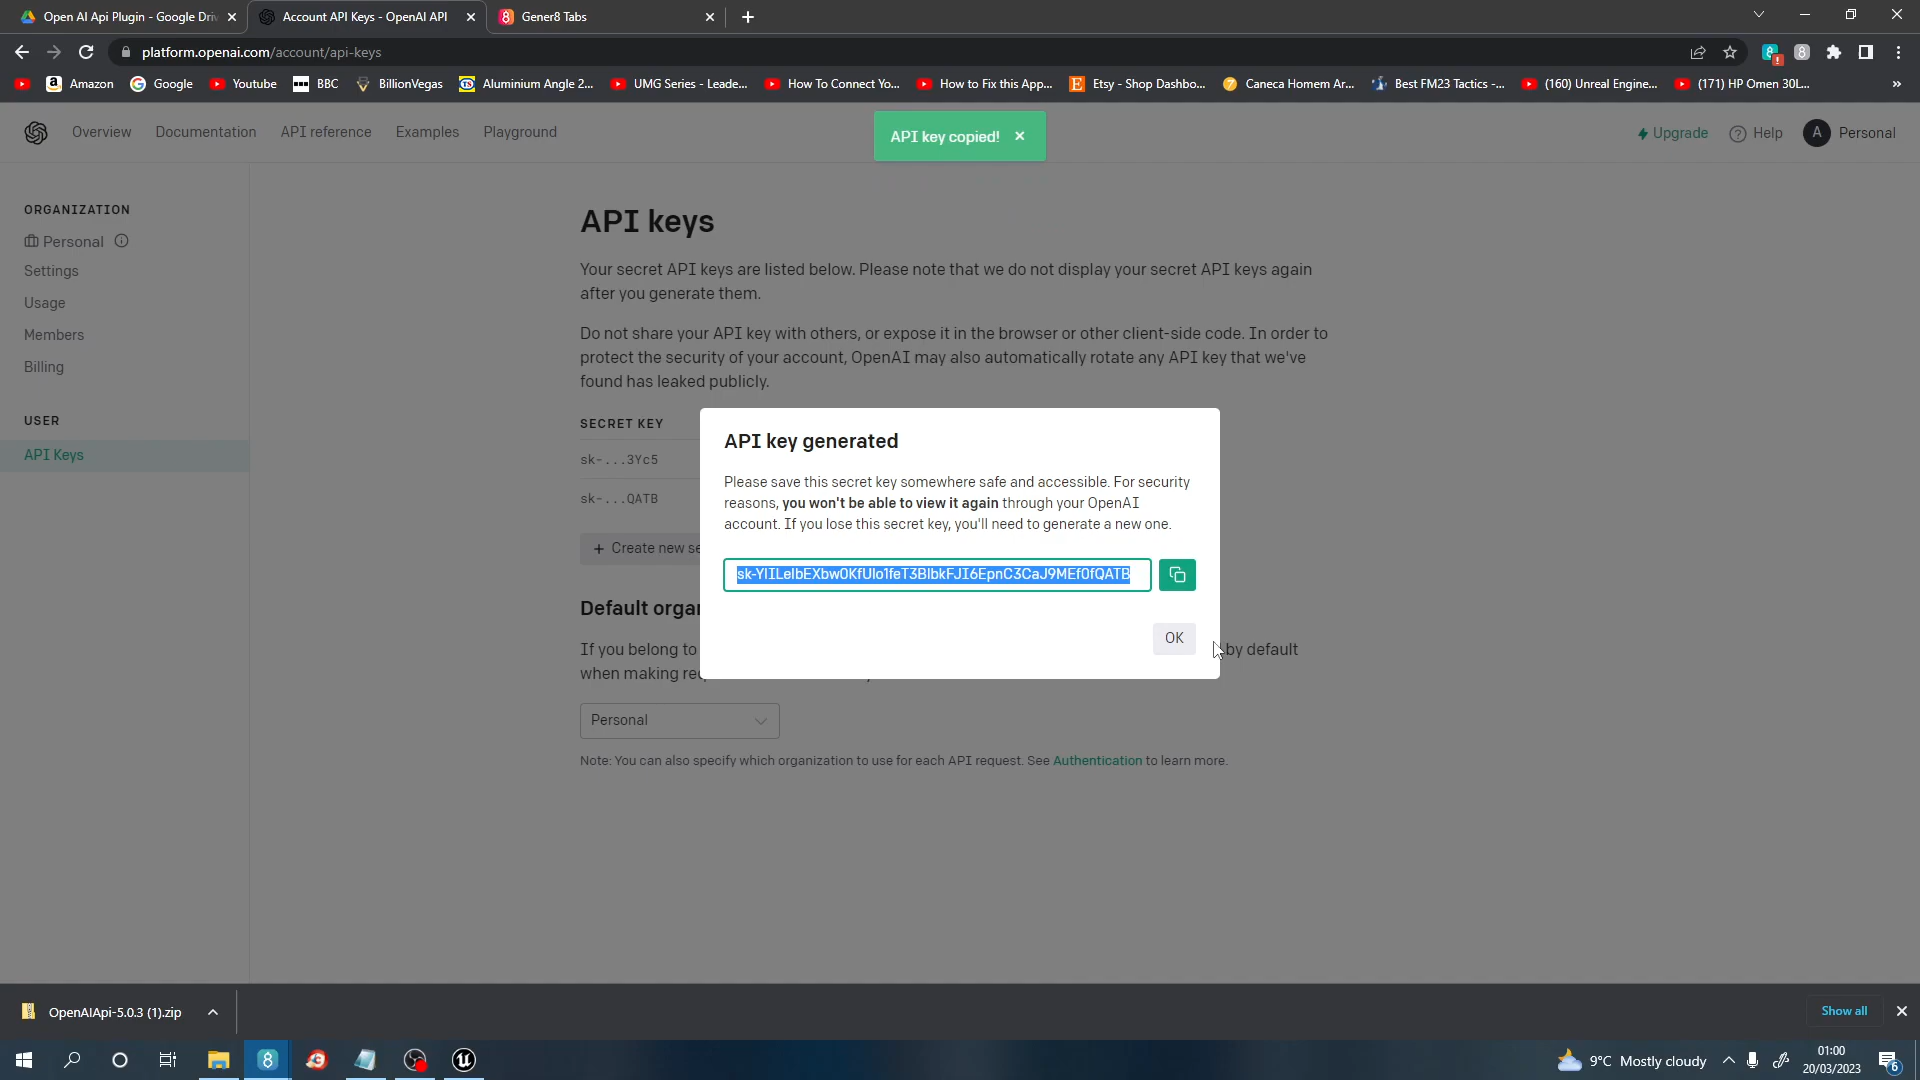 Open AI Api Plugin - Google Dri
Account API Keys - OpenAI API
Gener8 Tabs
platform.openai.com/account/api-keys
Amazon
Google
Youtube
BBC
BillionVegas
Aluminium Angle 2...
UMG Series - Leade...
How To Connect Yo...
How to Fix this App...
Etsy - Shop Dashbo...
Caneca Homem Ar...
Best FM23 Tactics -...
(160) Unreal Engine...
(171) HP Omen 30L...
Overview
Documentation
API reference
Examples
Playground
API key copied!
Upgrade
Help
A
Personal
ORGANIZATION
Personal
Settings
Usage
Members
Billing
USER
API Keys
API keys
Your secret API keys are listed below. Please note that we do not display your secret API keys again
after you generate them.
Do not share your API key with others, or expose it in the browser or other client-side code. In order to
protect the security of your account, OpenAI may also automatically rotate any API key that we've
found has leaked publicly.
SECRET KEY
sk-...3Yc5
sk-...QATB
+ Create new se
API key generated
Please save this secret key somewhere safe and accessible. For security
reasons, you won't be able to view it again through your OpenAI
account. If you lose this secret key, you'll need to generate a new one.
OK
Default organ
If you belong to
by default
when making
Personal
Note: You can also specify which organization to use for each API request. See Authentication to learn more.
OpenAIApi-5.0.3 (1).zip
Show all
9°C Mostly cloudy
01:00
20/03/2023
6